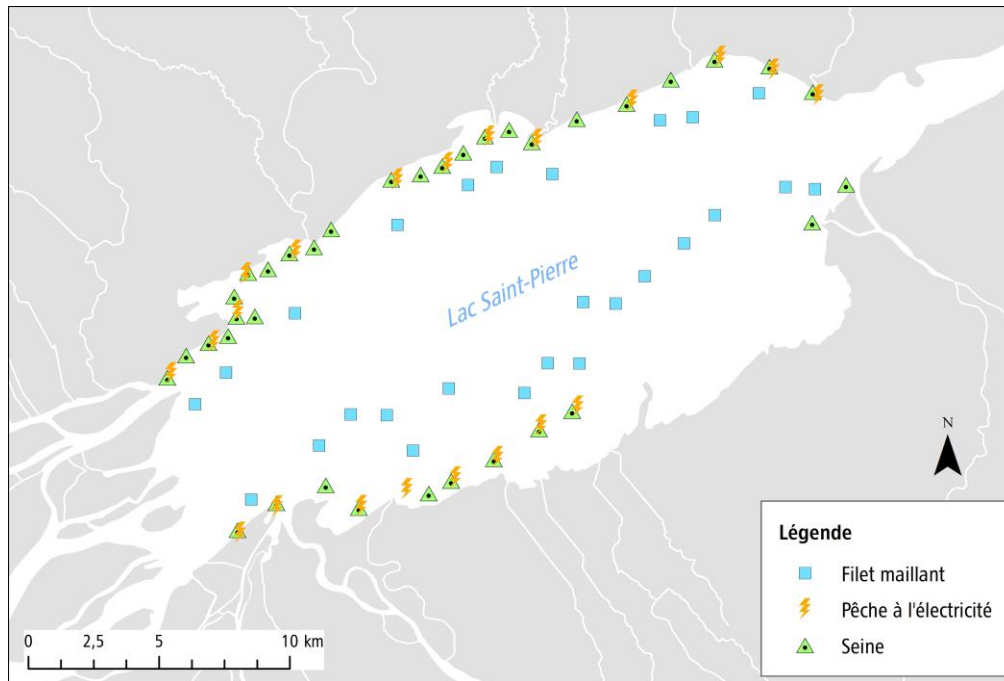 Lac Saint-Pierre
N
Légende
Filet maillant
Pêche à l'électricité
Seine
0 2,5 5 10 km